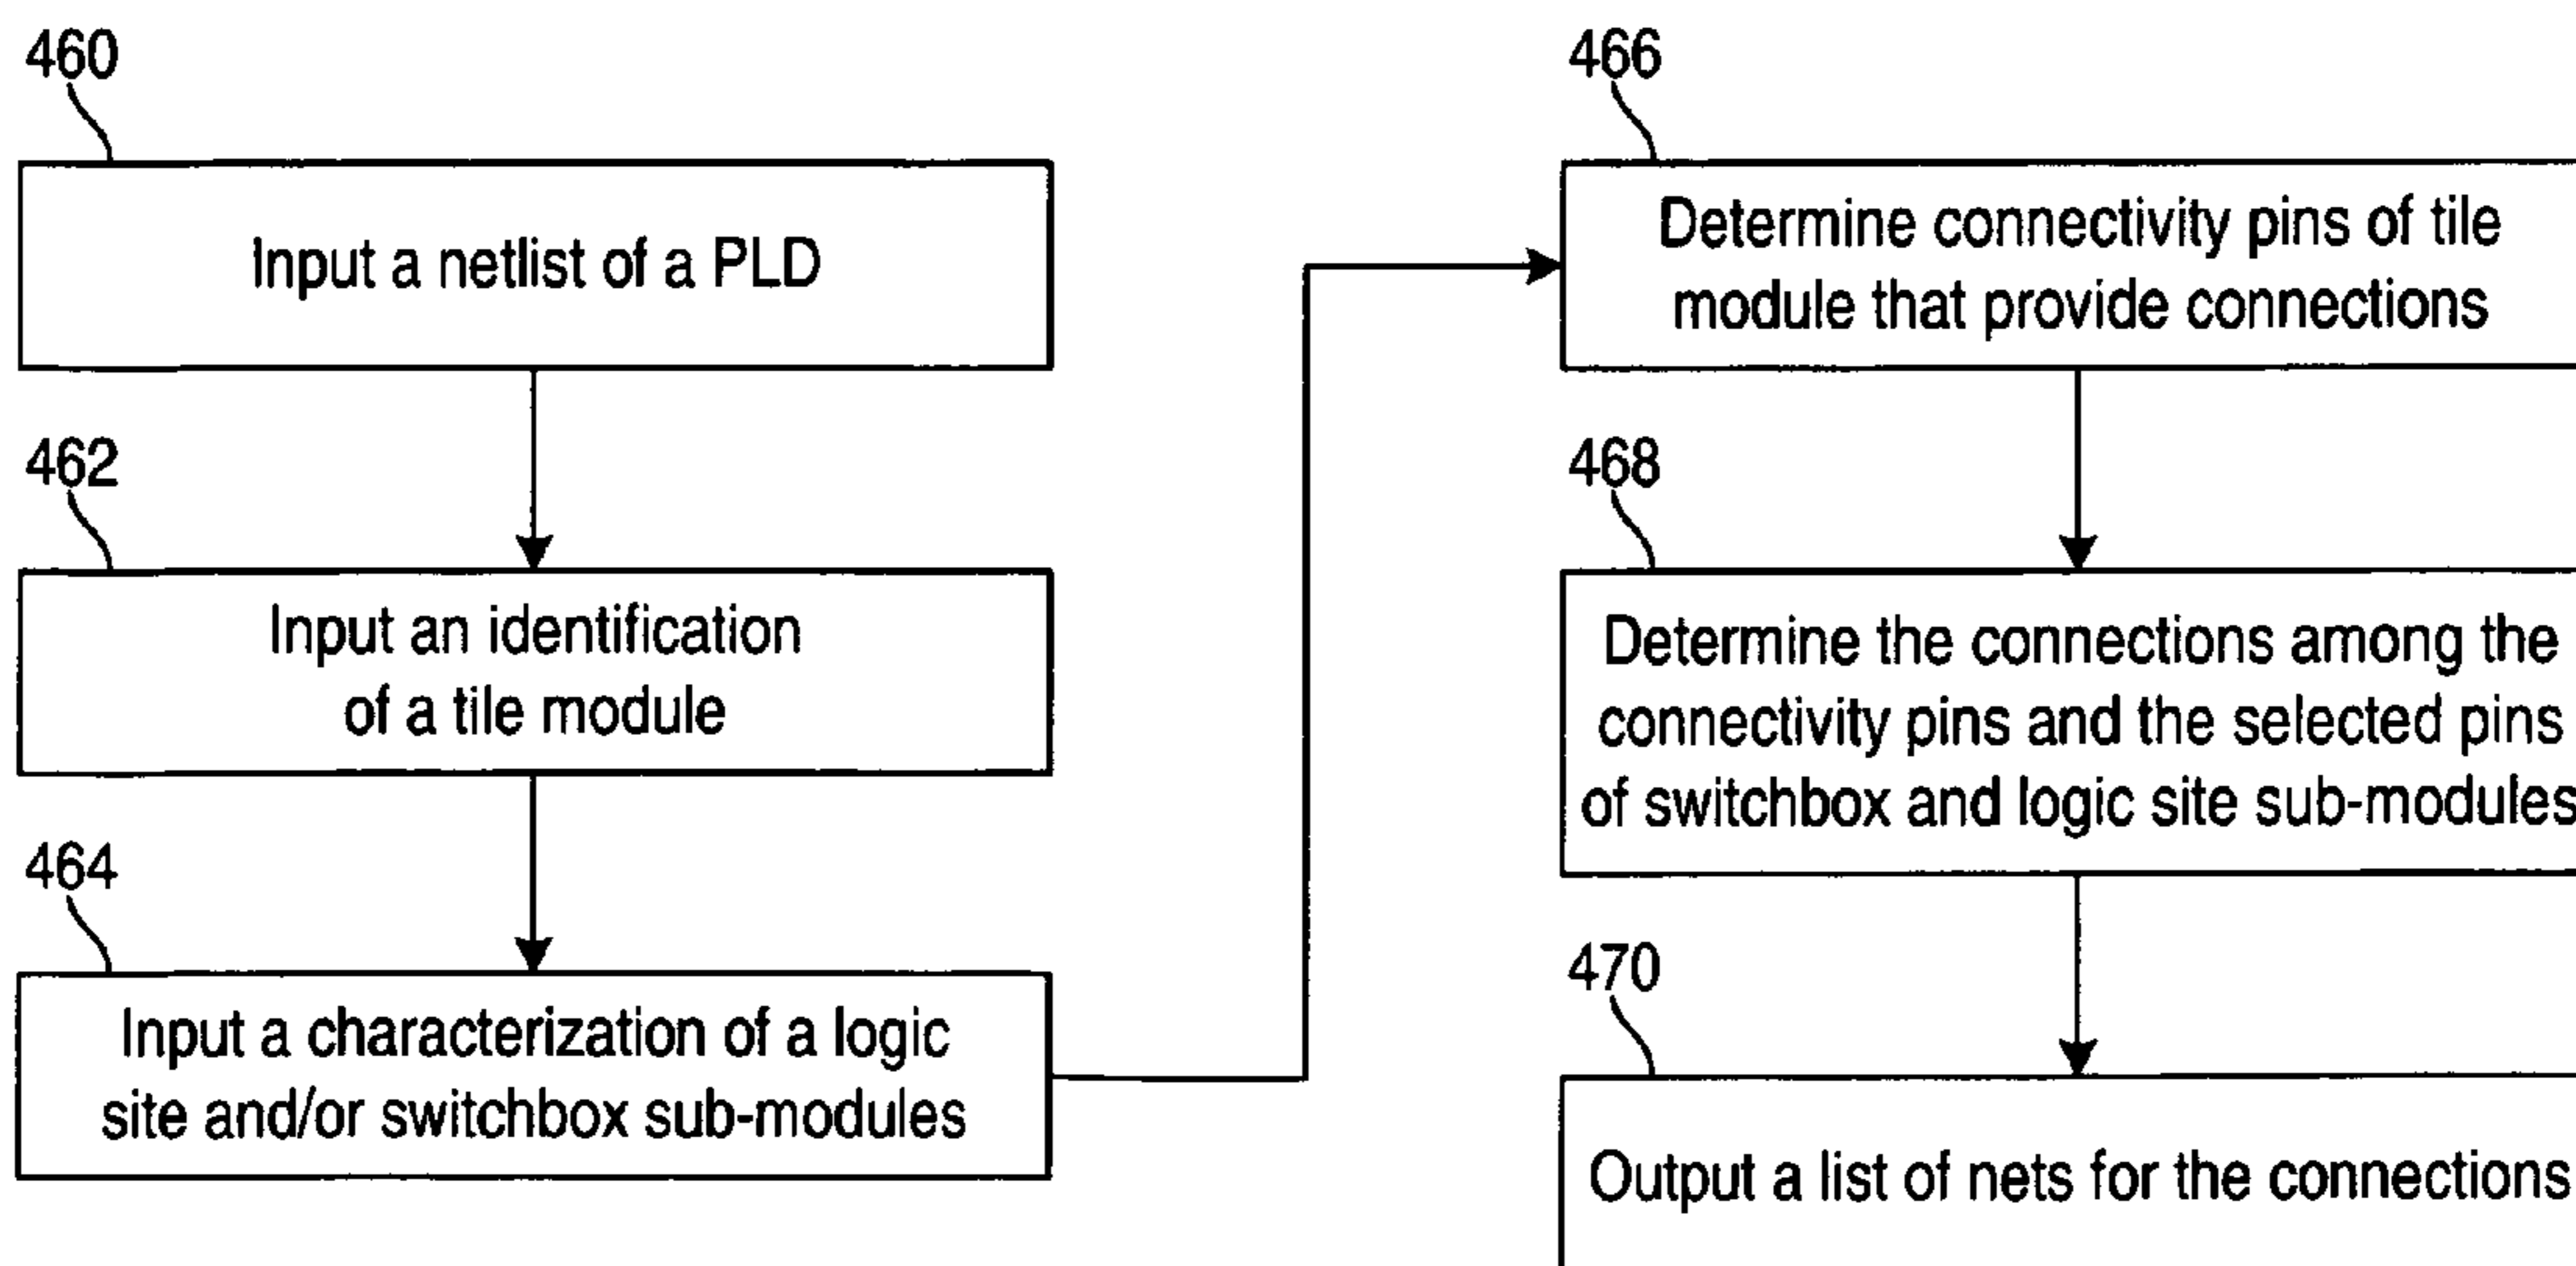 460
Input a netlist of a PLD
462
Input an identification
of a tile module
464
Input a characterization of a logic
site and/or switchbox sub-modules
466
Determine connectivity pins of tile
module that provide connections
468
Determine the connections among the
connectivity pins and the selected pins
of switchbox and logic site sub-modules
470
Output a list of nets for the connections